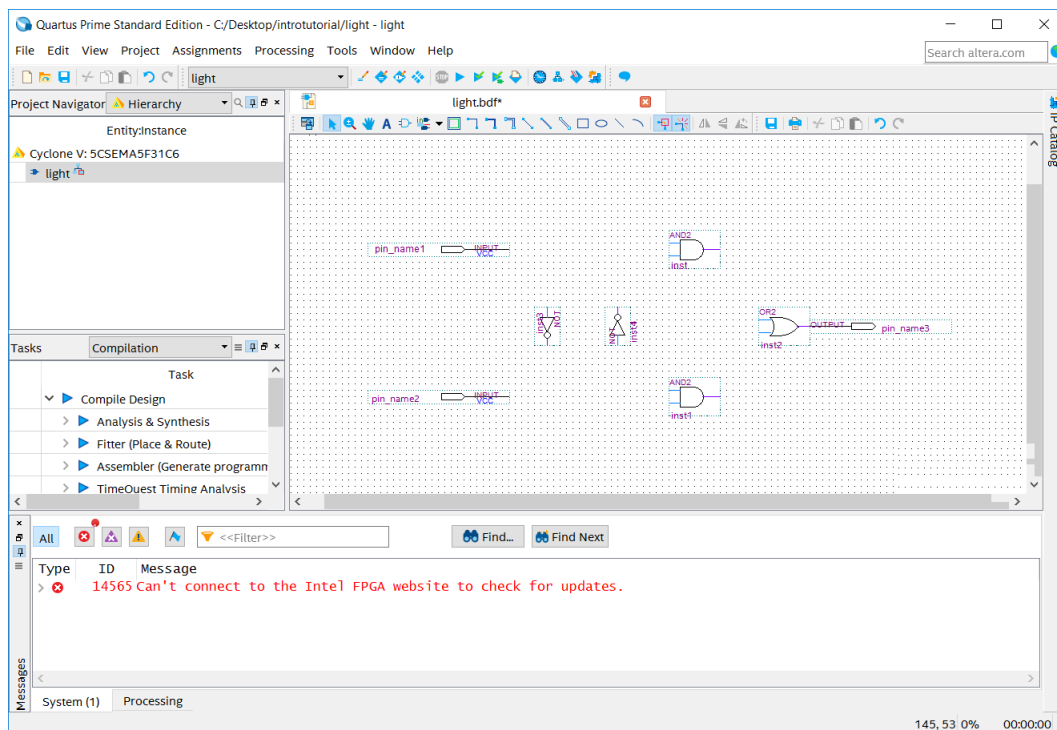 Quartus Prime Standard Edition - C:/Desktop/introtutorial/light - light
File Edit View Project Assignments Processing Tools Window Help
Search altera.com
light
Project Navigator Hierarchy
light.bdf*
IP Catalog
Entity:Instance
Cyclone V: 5CSEMA5F31C6
light
AND2
pin_name1 INPUT
VCC
inst
inst3
NOT
NOT
inst4
OR2
OUTPUT pin_name3
inst2
AND2
pin_name2 INPUT
VCC
inst1
Tasks Compilation
Task
Compile Design
Analysis & Synthesis
Fitter (Place & Route)
Assembler (Generate programm
TimeQuest Timing Analysis
All <<Filter>> Find... Find Next
Type ID Message
14565 Can't connect to the Intel FPGA website to check for updates.
Messages
System (1) Processing
145, 53 0% 00:00:00